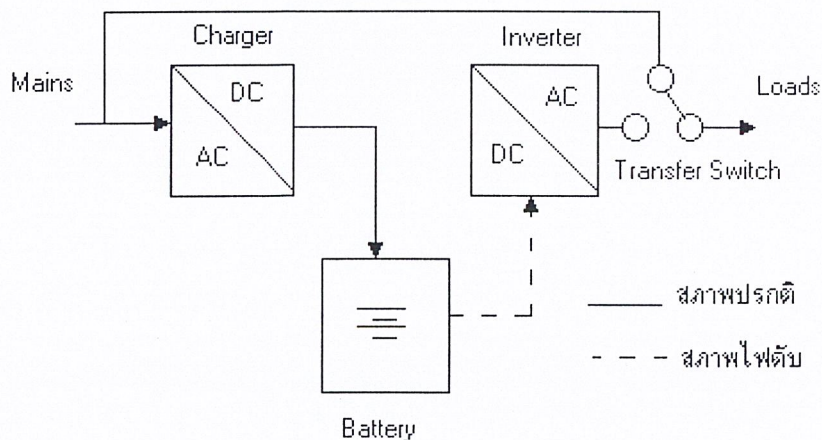 Charger
Inverter
Mains
DC
AC
AC
DC
Loads
Transfer Switch
สภาพปรกติ
สภาพไฟดับ
Battery